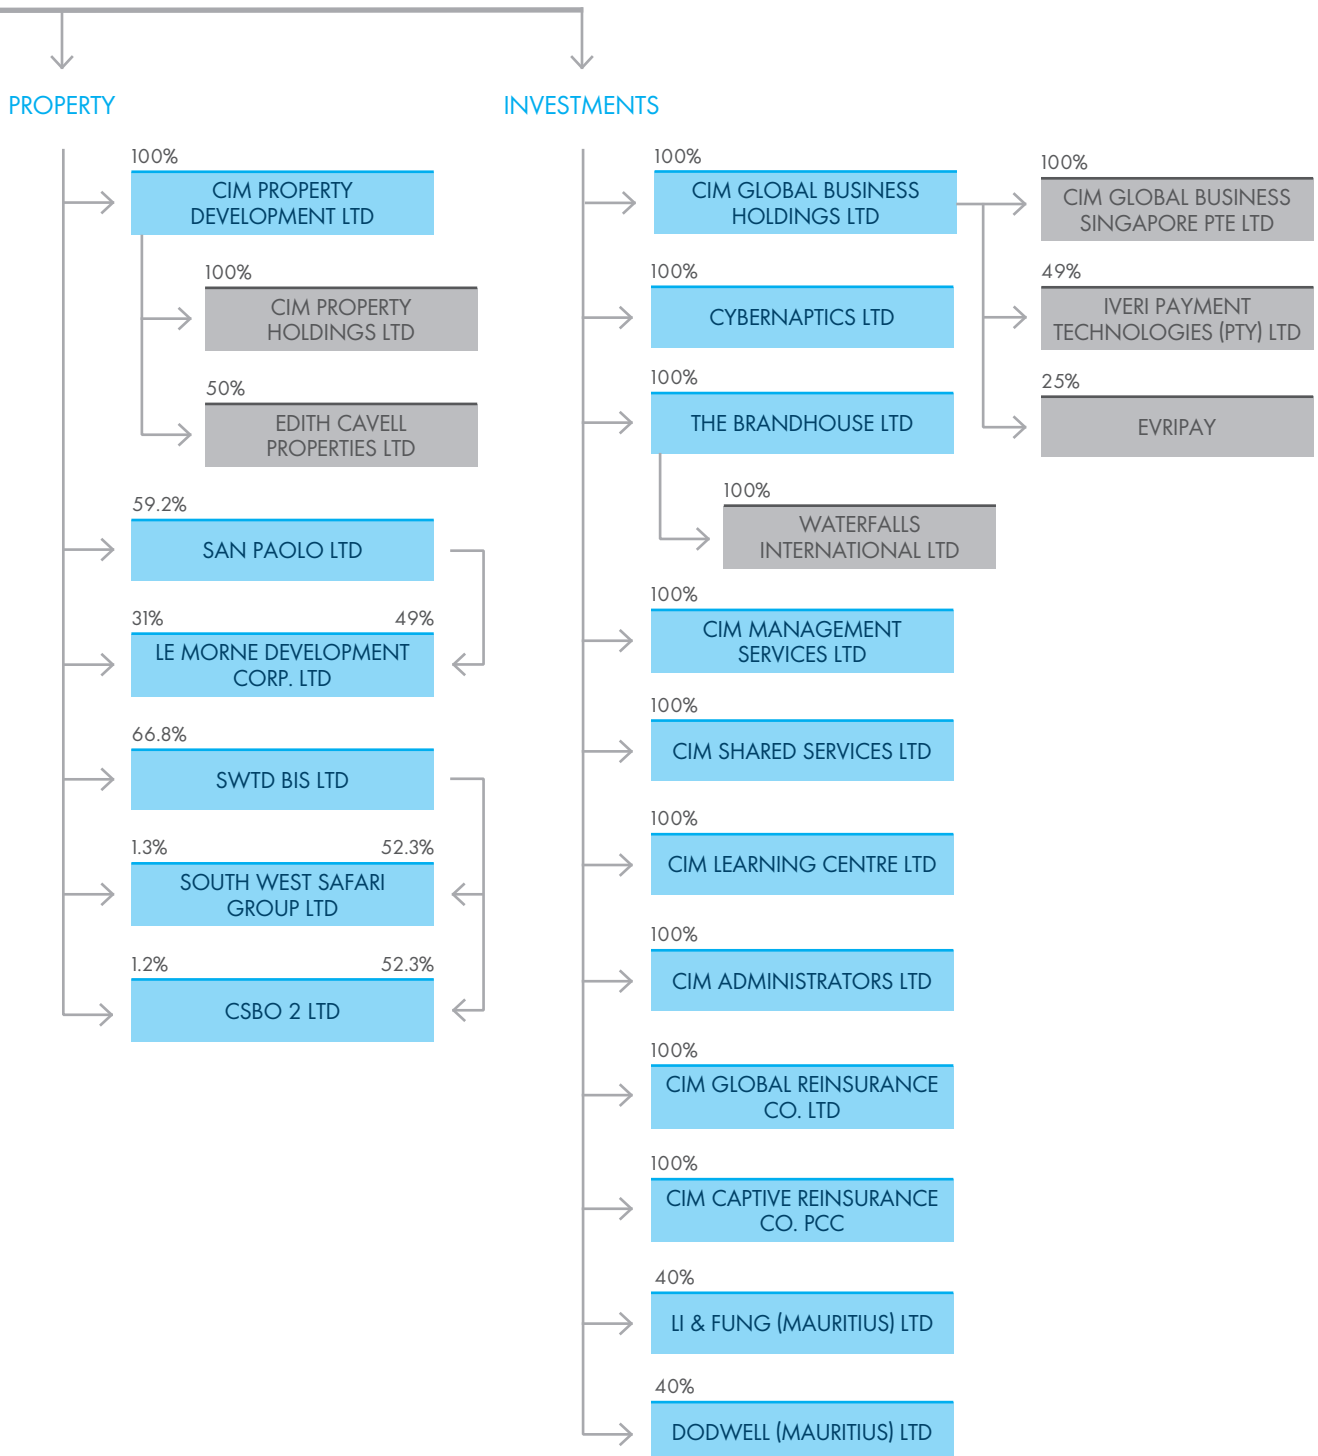 PROPERTY
100%
CIM PROPERTY
DEVELOPMENT LTD
100%
CIM PROPERTY
HOLDINGS LTD
50%
EDITH CAVELL
PROPERTIES LTD
59.2%
SAN PAOLO LTD
31% 49%
LE MORNE DEVELOPMENT
CORP. LTD
66.8%
SWTD BIS LTD
1.3% 52.3%
SOUTH WEST SAFARI
GROUP LTD
1.2% 52.3%
CSBO 2 LTD
INVESTMENTS
100%
CIM GLOBAL BUSINESS
HOLDINGS LTD
100%
CIM GLOBAL BUSINESS
SINGAPORE PTE LTD
49%
IVERI PAYMENT
TECHNOLOGIES (PTY) LTD
25%
EVRIPAY
100%
CYBERNAPTICS LTD
100%
THE BRANDHOUSE LTD
100%
WATERFALLS
INTERNATIONAL LTD
100%
CIM MANAGEMENT
SERVICES LTD
100%
CIM SHARED SERVICES LTD
100%
CIM LEARNING CENTRE LTD
100%
CIM ADMINISTRATORS LTD
100%
CIM GLOBAL REINSURANCE
CO. LTD
100%
CIM CAPTIVE REINSURANCE
CO. PCC
40%
LI & FUNG (MAURITIUS) LTD
40%
DODWELL (MAURITIUS) LTD